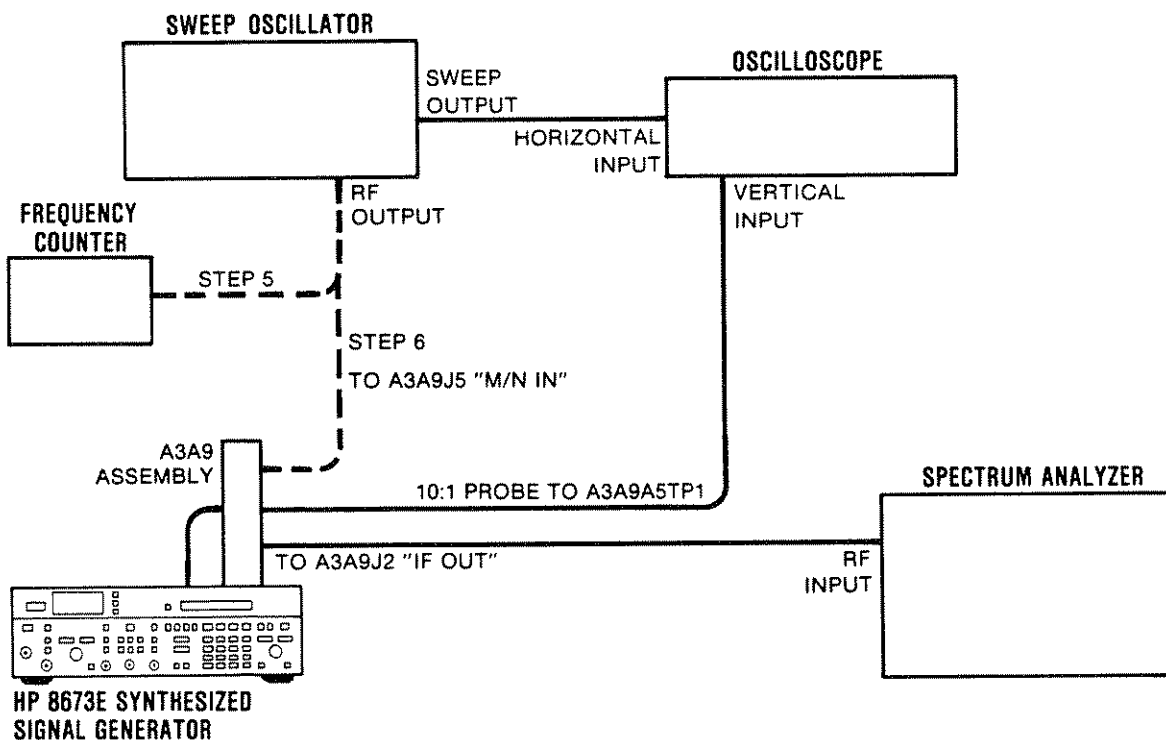 SWEEP OSCILLATOR
OSCILLOSCOPE
SWEEP
OUTPUT
HORIZONTAL
INPUT
RF
OUTPUT
VERTICAL
INPUT
FREQUENCY
COUNTER
STEP 5
STEP 6
TO A3A9J5 "M/N IN"
A3A9
ASSEMBLY
10:1 PROBE TO A3A9A5TP1
SPECTRUM ANALYZER
TO A3A9J2 "IF OUT"
RF
INPUT
HP 8673E SYNTHESIZED
SIGNAL GENERATOR